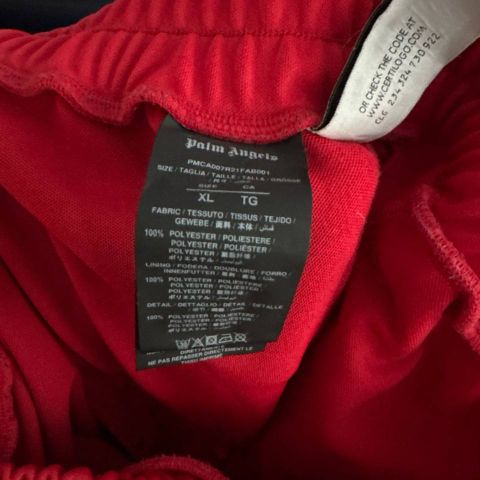 OR CHECK THE CODE AT
WWW.CERTILOGO.COM
CLG 234 324 730 922
Palm Angels
PMCA007R21FAB001
SIZE / TAGLIA / TAILLE / TALLA / GRÖSSE
SIZE CA
XL TG
FABRIC / TESSUTO / TISSUS / TEJIDO /
GEWEBE / 面料 / 本体 / قماش
100% POLYESTER / POLIESTERE /
POLYESTER / POLIÉSTER /
POLYESTER / 聚酯纤维 /
ポリエステル /
LINING / FODERA / DOUBLURE / FORRO /
INNENFUTTER /
100% POLYESTER / POLIESTERE /
POLYESTER / POLIÉSTER /
POLYESTER / 聚酯纤维 /
ポリエステル /
DETAIL / DETTAGLIO / DÉTAIL / DETALLE
100% POLYESTER / POLIESTERE /
POLYESTER / POLIÉSTER /
POLYESTER / 聚酯纤维 /
ポリエステル /
NE PAS REPASSER DIRECTEMENT LE